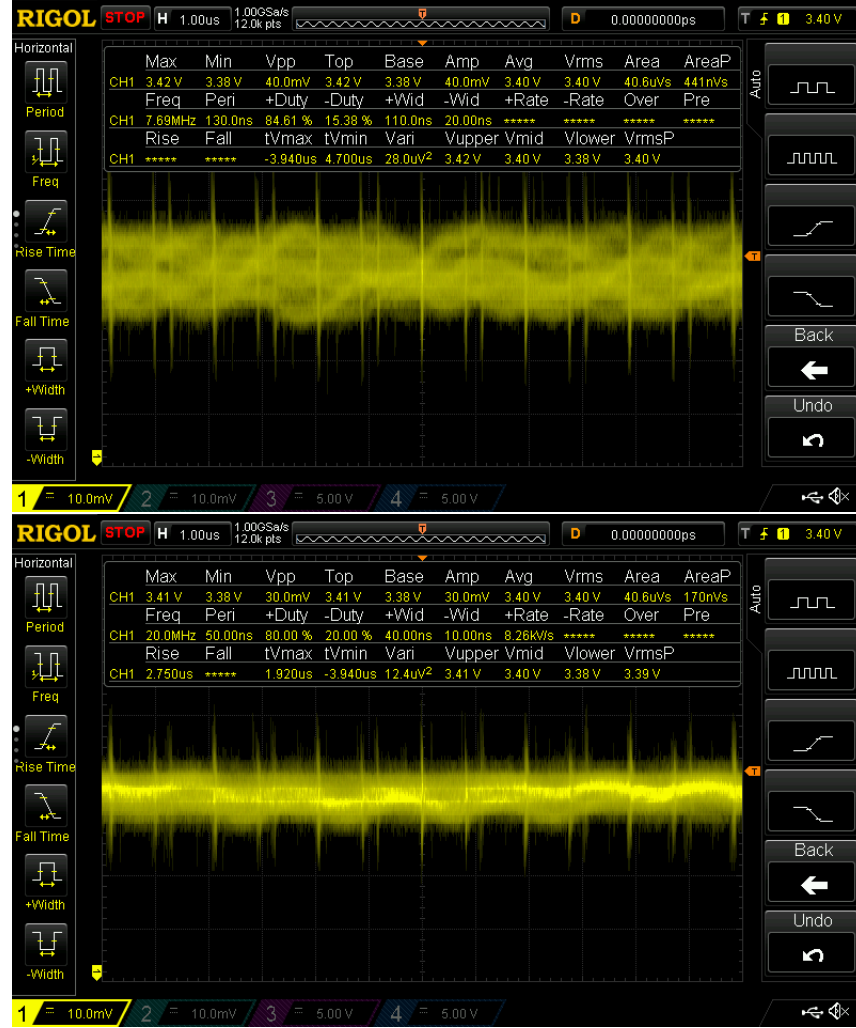 RIGOL STOP H 1.00us 1.00GSa/s 12.0k pts D 0.00000000ps T 1 3.40 V
Horizontal
Max Min Vpp Top Base Amp Avg Vrms Area AreaP
CH1 3.42 V 3.38 V 40.0mV 3.42 V 3.38 V 40.0mV 3.40 V 3.40 V 40.6uVs 441nVs
Freq Peri +Duty -Duty +Wid -Wid +Rate -Rate Over Pre
CH1 7.69MHz 130.0ns 84.61 % 15.38 % 110.0ns 20.00ns ***** ***** ***** *****
Rise Fall tVmax tVmin Vari Vupper Vmid Vlower VrmsP
CH1 ***** ***** -3.940us 4.700us 28.0uV² 3.42 V 3.40 V 3.38 V 3.40 V
Auto
Period
Freq
Rise Time
T
Fall Time
Back
+Width
Undo
-Width
1 = 10.0mV 2 = 10.0mV 3 = 5.00 V 4 = 5.00 V
RIGOL STOP H 1.00us 1.00GSa/s 12.0k pts D 0.00000000ps T 1 3.40 V
Horizontal
Max Min Vpp Top Base Amp Avg Vrms Area AreaP
CH1 3.41 V 3.38 V 30.0mV 3.41 V 3.38 V 30.0mV 3.40 V 3.40 V 40.6uVs 170nVs
Freq Peri +Duty -Duty +Wid -Wid +Rate -Rate Over Pre
CH1 20.0MHz 50.00ns 80.00 % 20.00 % 40.00ns 10.00ns 8.26kV/s ***** ***** *****
Rise Fall tVmax tVmin Vari Vupper Vmid Vlower VrmsP
CH1 2.750us ***** 1.920us -3.940us 12.4uV² 3.41 V 3.40 V 3.38 V 3.39 V
Auto
Period
Freq
Rise Time
T
Fall Time
Back
+Width
Undo
-Width
1 = 10.0mV 2 = 10.0mV 3 = 5.00 V 4 = 5.00 V